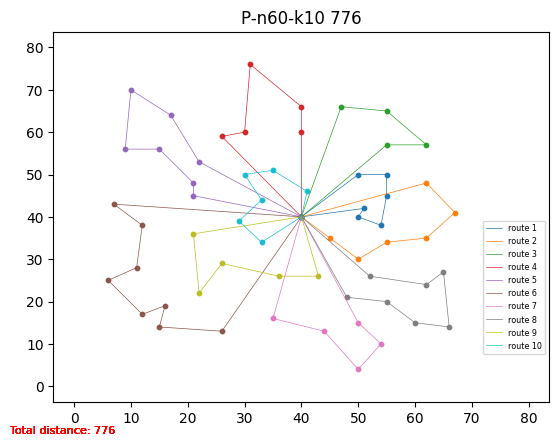 P-n60-k10 776
80
70
60
50
40
30
20
10
0
route 1
route 2
route 3
route 4
route 5
route 6
route 7
route 8
route 9
route 10
0 10 20 30 40 50 60 70 80
Total distance: 776